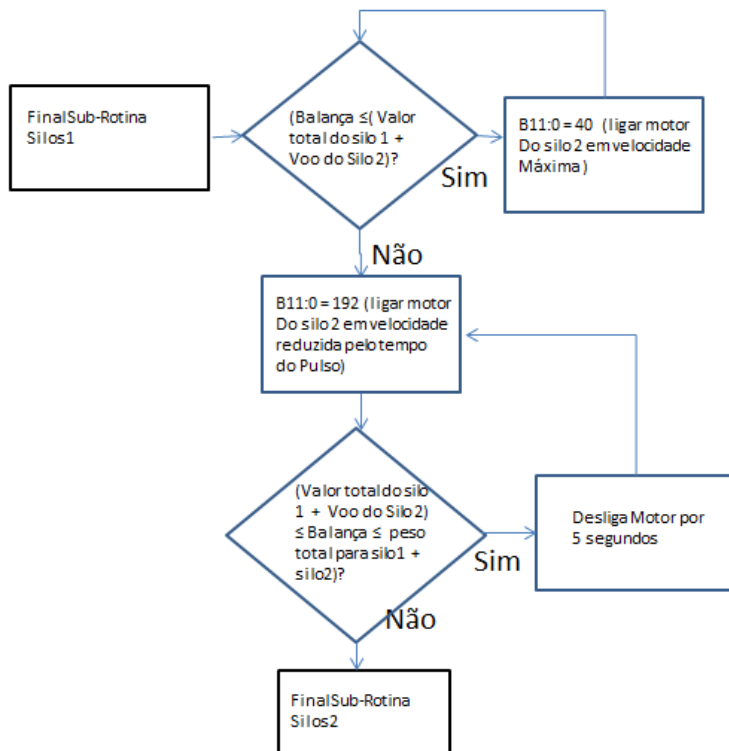 FinalSub-Rotina
Silos1
(Balança ≤( Valor
total do silo 1 +
Voo do Silo 2)?
Sim
B11:0 = 40 (ligar motor
Do silo 2 em velocidade
Máxima )
Não
B11:0 = 192 (ligar motor
Do silo 2 em velocidade
reduzida pelo tempo
do Pulso)
(Valor total do silo
1 + Voo do Silo 2)
≤ Balança ≤ peso
total para silo1 +
silo2)?
Sim
Desliga Motor por
5 segundos
Não
FinalSub-Rotina
Silos2